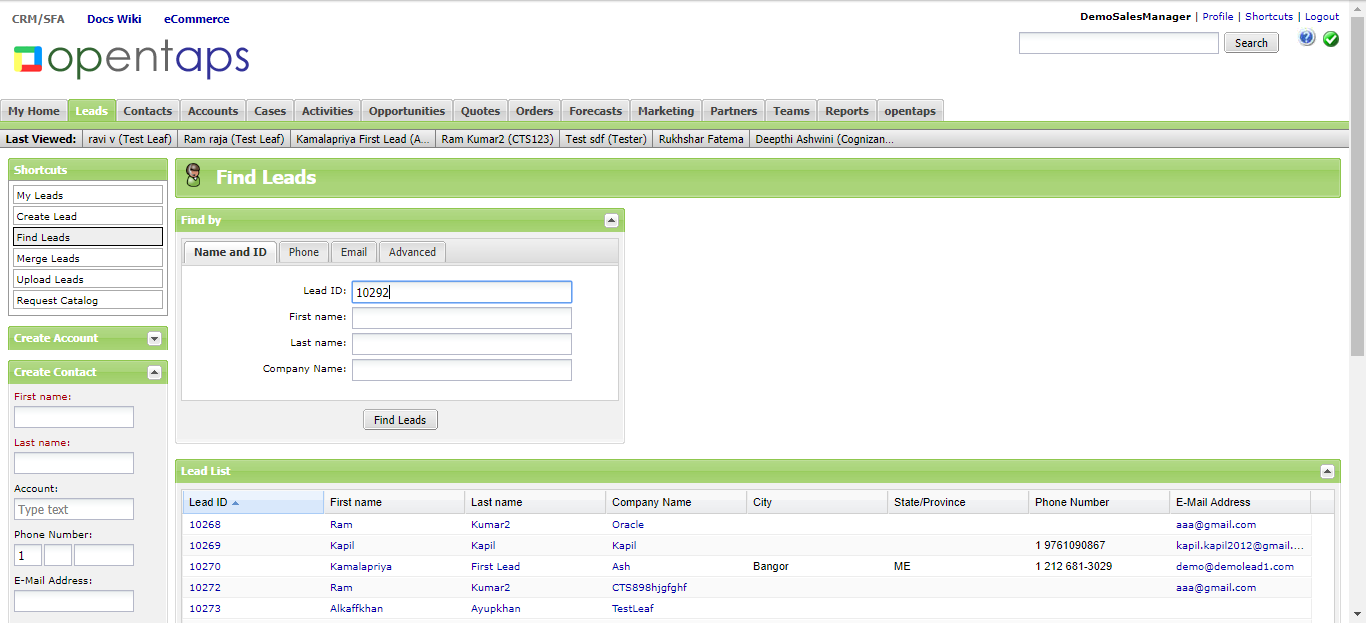 CRM/SFA Docs Wiki eCommerce
DemoSalesManager | Profile | Shortcuts | Logout
opentaps
Search
My Home Leads Contacts Accounts Cases Activities Opportunities Quotes Orders Forecasts Marketing Partners Teams Reports opentaps
Last Viewed: ravi v (Test Leaf) Ram raja (Test Leaf) Kamalapriya First Lead (A... Ram Kumar2 (CTS123) Test sdf (Tester) Rukhshar Fatema Deepthi Ashwini (Cognizan...
Shortcuts
My Leads
Create Lead
Find Leads
Merge Leads
Upload Leads
Request Catalog
Create Account
Create Contact
First name:
Last name:
Account:
Type text
Phone Number:
1
E-Mail Address:
Find Leads
Find by
Name and ID Phone Email Advanced
Lead ID: 10292
First name:
Last name:
Company Name:
Find Leads
Lead List
Lead ID First name Last name Company Name City State/Province Phone Number E-Mail Address
10268 Ram Kumar2 Oracle aaa@gmail.com
10269 Kapil Kapil Kapil 1 9761090867 kapil.kapil2012@gmail....
10270 Kamalapriya First Lead Ash Bangor ME 1 212 681-3029 demo@demolead1.com
10272 Ram Kumar2 CTS898hjgfghf aaa@gmail.com
10273 Alkaffkhan Ayupkhan TestLeaf